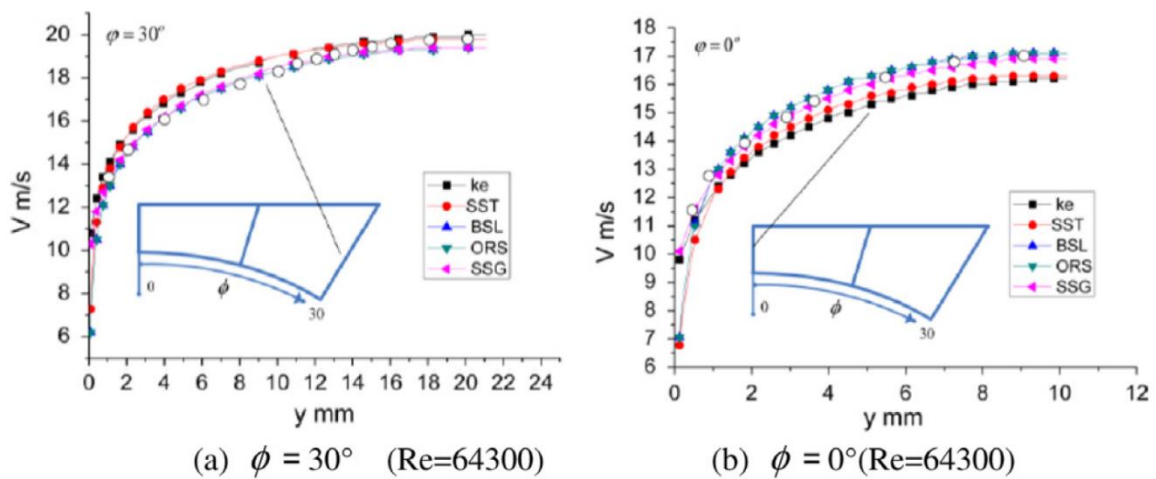 φ = 30°
20
18
16
14
12
10
8
6
V m/s
0 2 4 6 8 10 12 14 16 18 20 22 24
y mm
ke
SST
BSL
ORS
SSG
0
ϕ
30
φ = 0°
18
17
16
15
14
13
12
11
10
9
8
7
6
V m/s
0 2 4 6 8 10 12
y mm
ke
SST
BSL
ORS
SSG
0
ϕ
30
(a) ϕ = 30° (Re=64300)
(b) ϕ = 0°(Re=64300)